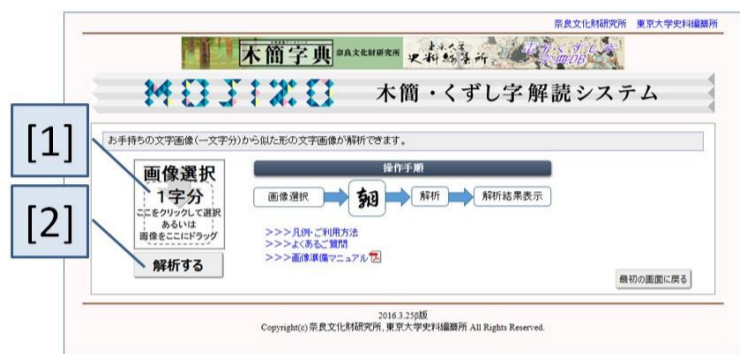 奈良文化財研究所 東京大学史料編纂所
木簡字典 奈良文化財研究所 東京大学史料編纂所
MOJIZO 木簡・くずし字解読システム
[1]
お手持ちの文字画像(一文字分)から似た形の文字画像が解析できます。
画像選択
1字分
ここをクリックして選択
あるいは
画像をここにドラッグ
[2]
解析する
操作手順
画像選択 朝 解析 解析結果表示
>>>凡例・ご利用方法
>>>よくあるご質問
>>>画像準備マニュアル
最初の画面に戻る
2016.3.25β版
Copyright(c) 奈良文化財研究所, 東京大学史料編纂所 All Rights Reserved.